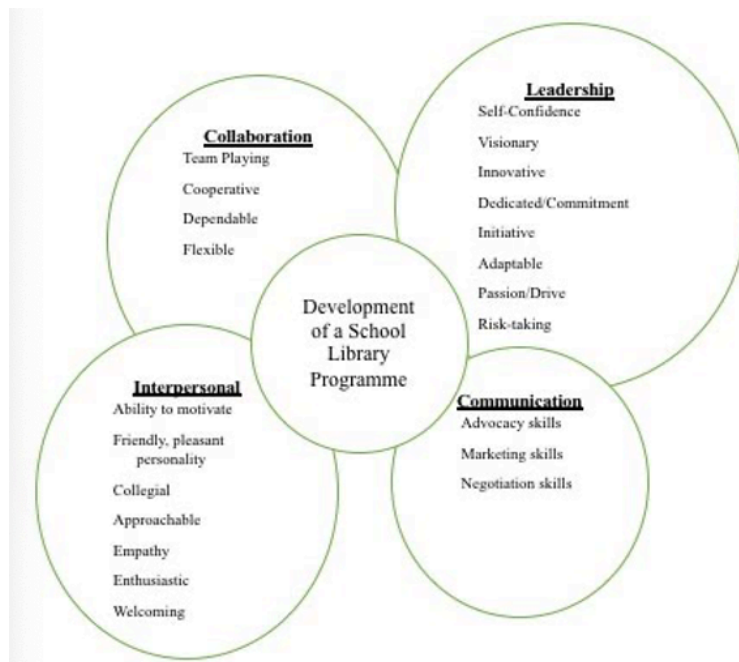 Leadership
Self-Confidence
Visionary
Innovative
Dedicated/Commitment
Initiative
Adaptable
Passion/Drive
Risk-taking
Collaboration
Team Playing
Cooperative
Dependable
Flexible
Development
of a School
Library
Programme
Interpersonal
Ability to motivate
Friendly, pleasant
personality
Collegial
Approachable
Empathy
Enthusiastic
Welcoming
Communication
Advocacy skills
Marketing skills
Negotiation skills